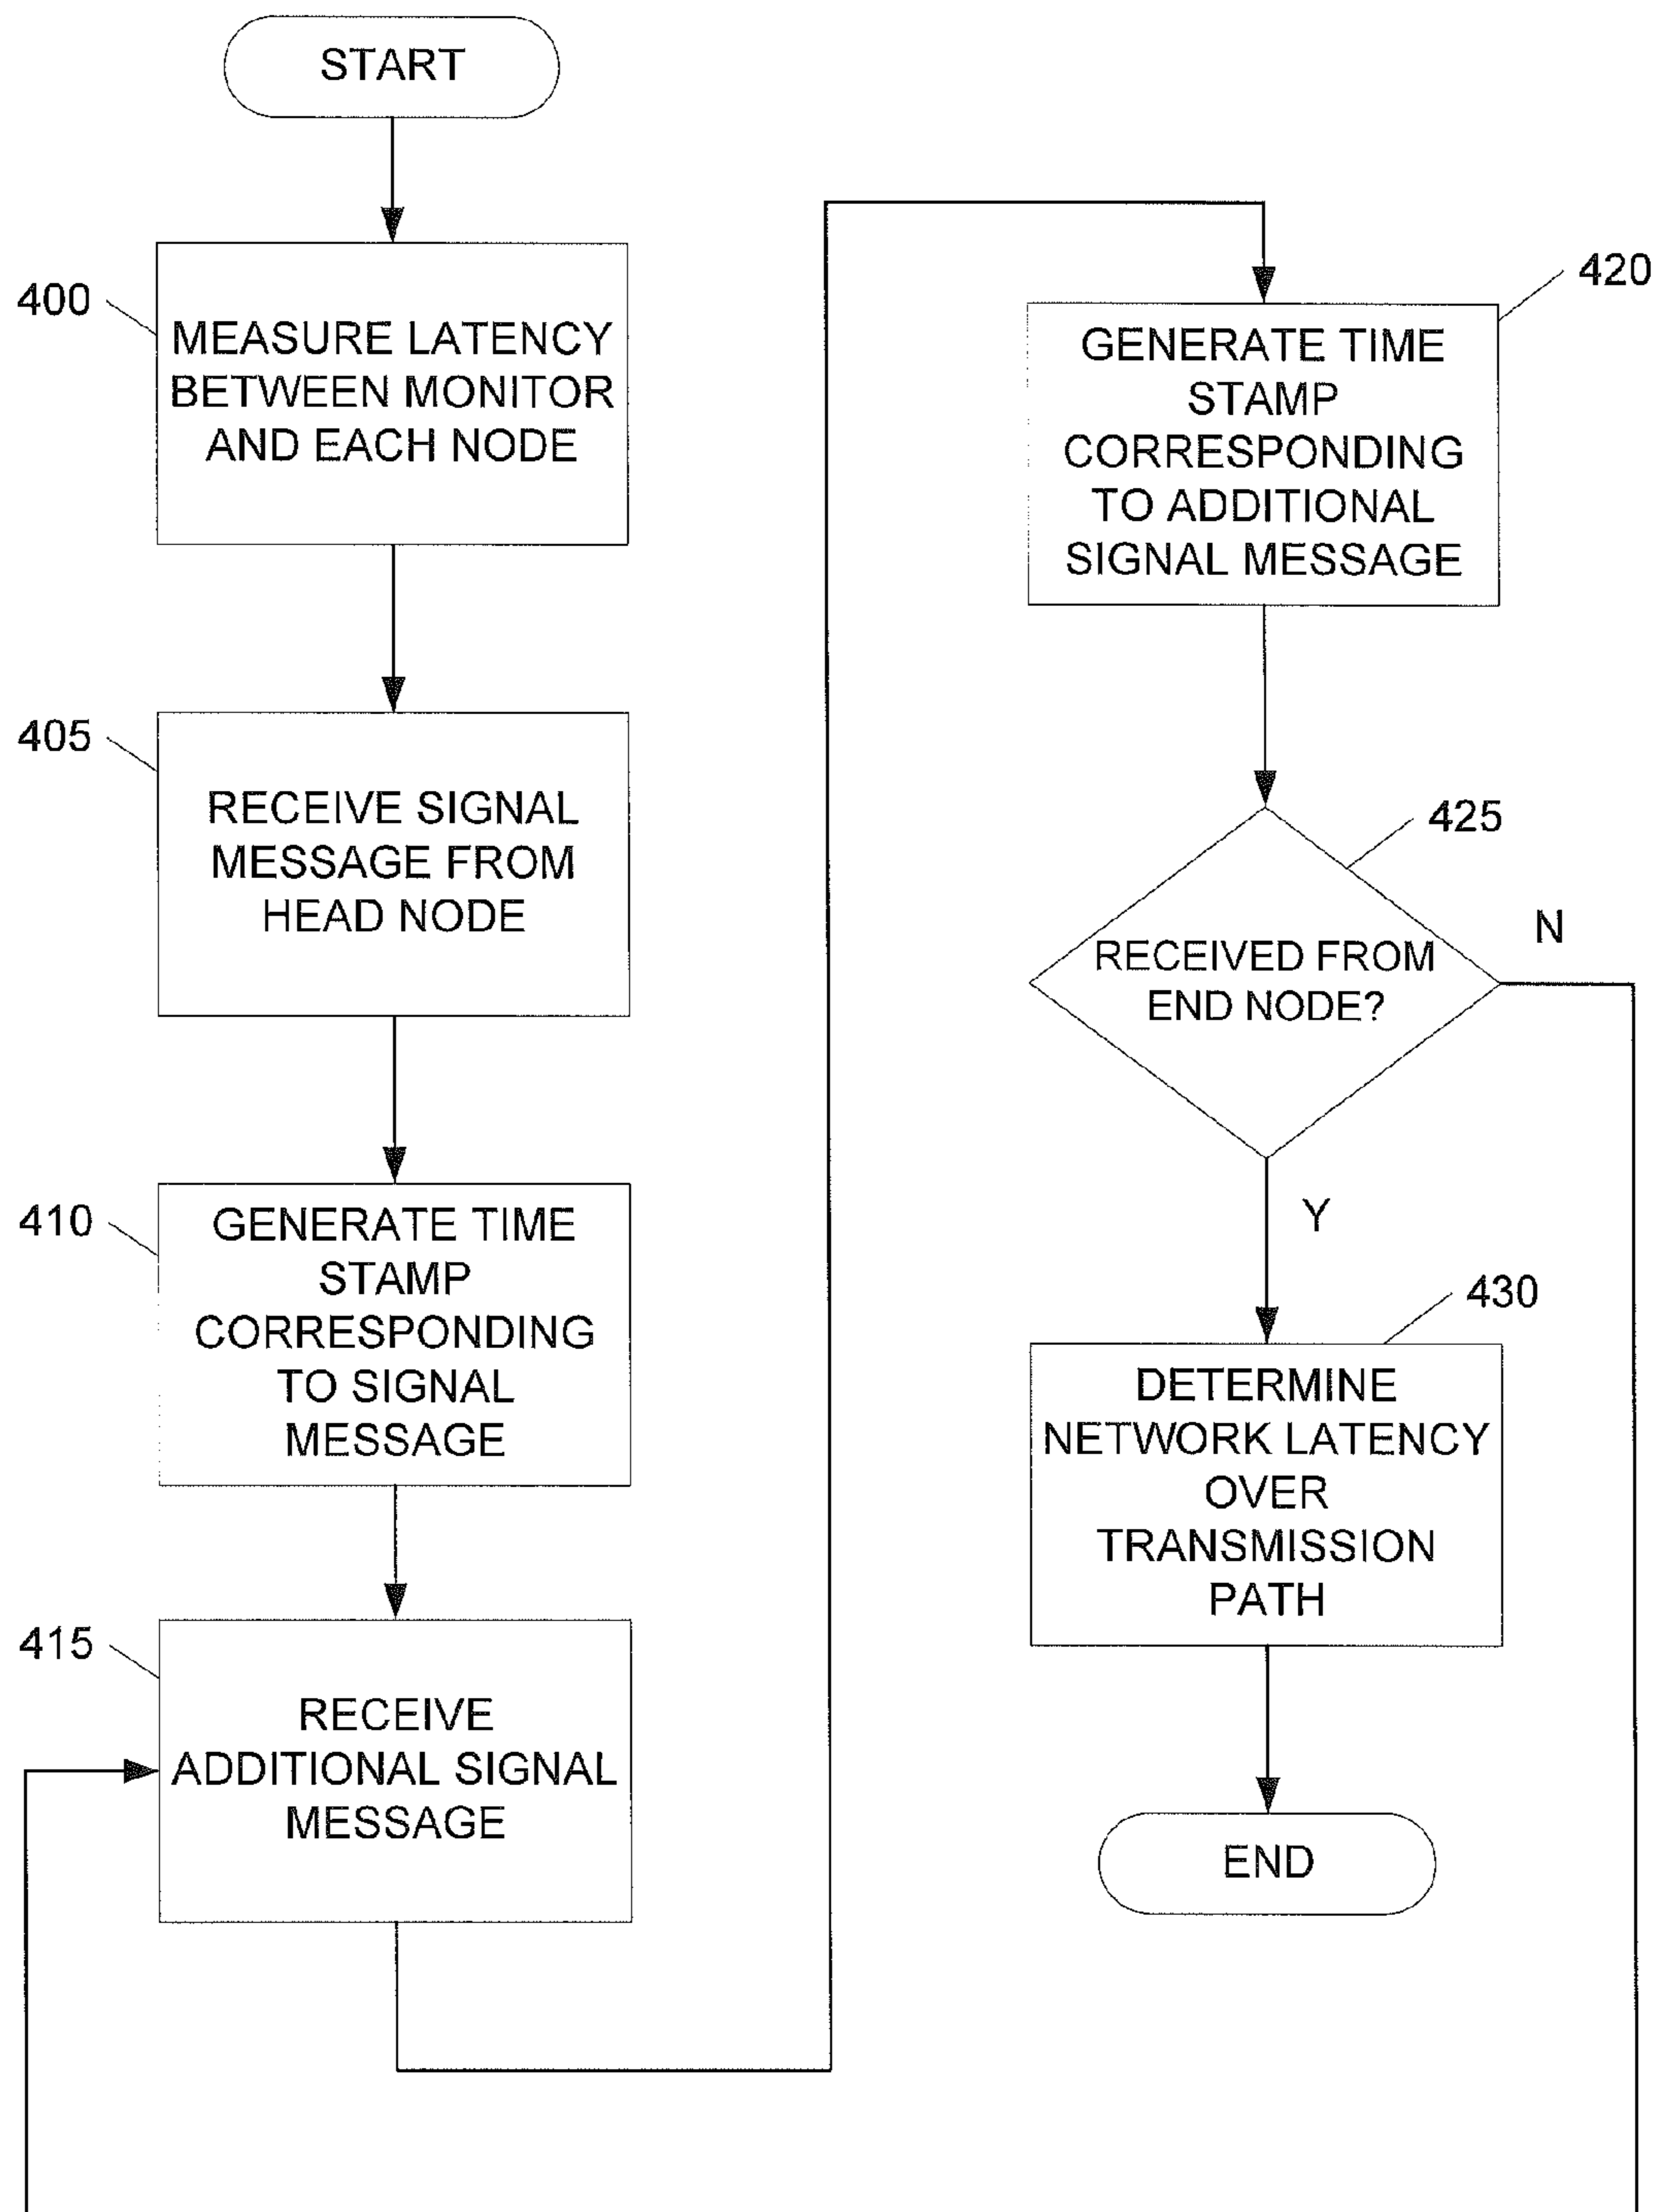 START
400
MEASURE LATENCY
BETWEEN MONITOR
AND EACH NODE
405
RECEIVE SIGNAL
MESSAGE FROM
HEAD NODE
410
GENERATE TIME
STAMP
CORRESPONDING
TO SIGNAL
MESSAGE
415
RECEIVE
ADDITIONAL SIGNAL
MESSAGE
420
GENERATE TIME
STAMP
CORRESPONDING
TO ADDITIONAL
SIGNAL MESSAGE
425
RECEIVED FROM
END NODE?
N
Y
430
DETERMINE
NETWORK LATENCY
OVER
TRANSMISSION
PATH
END